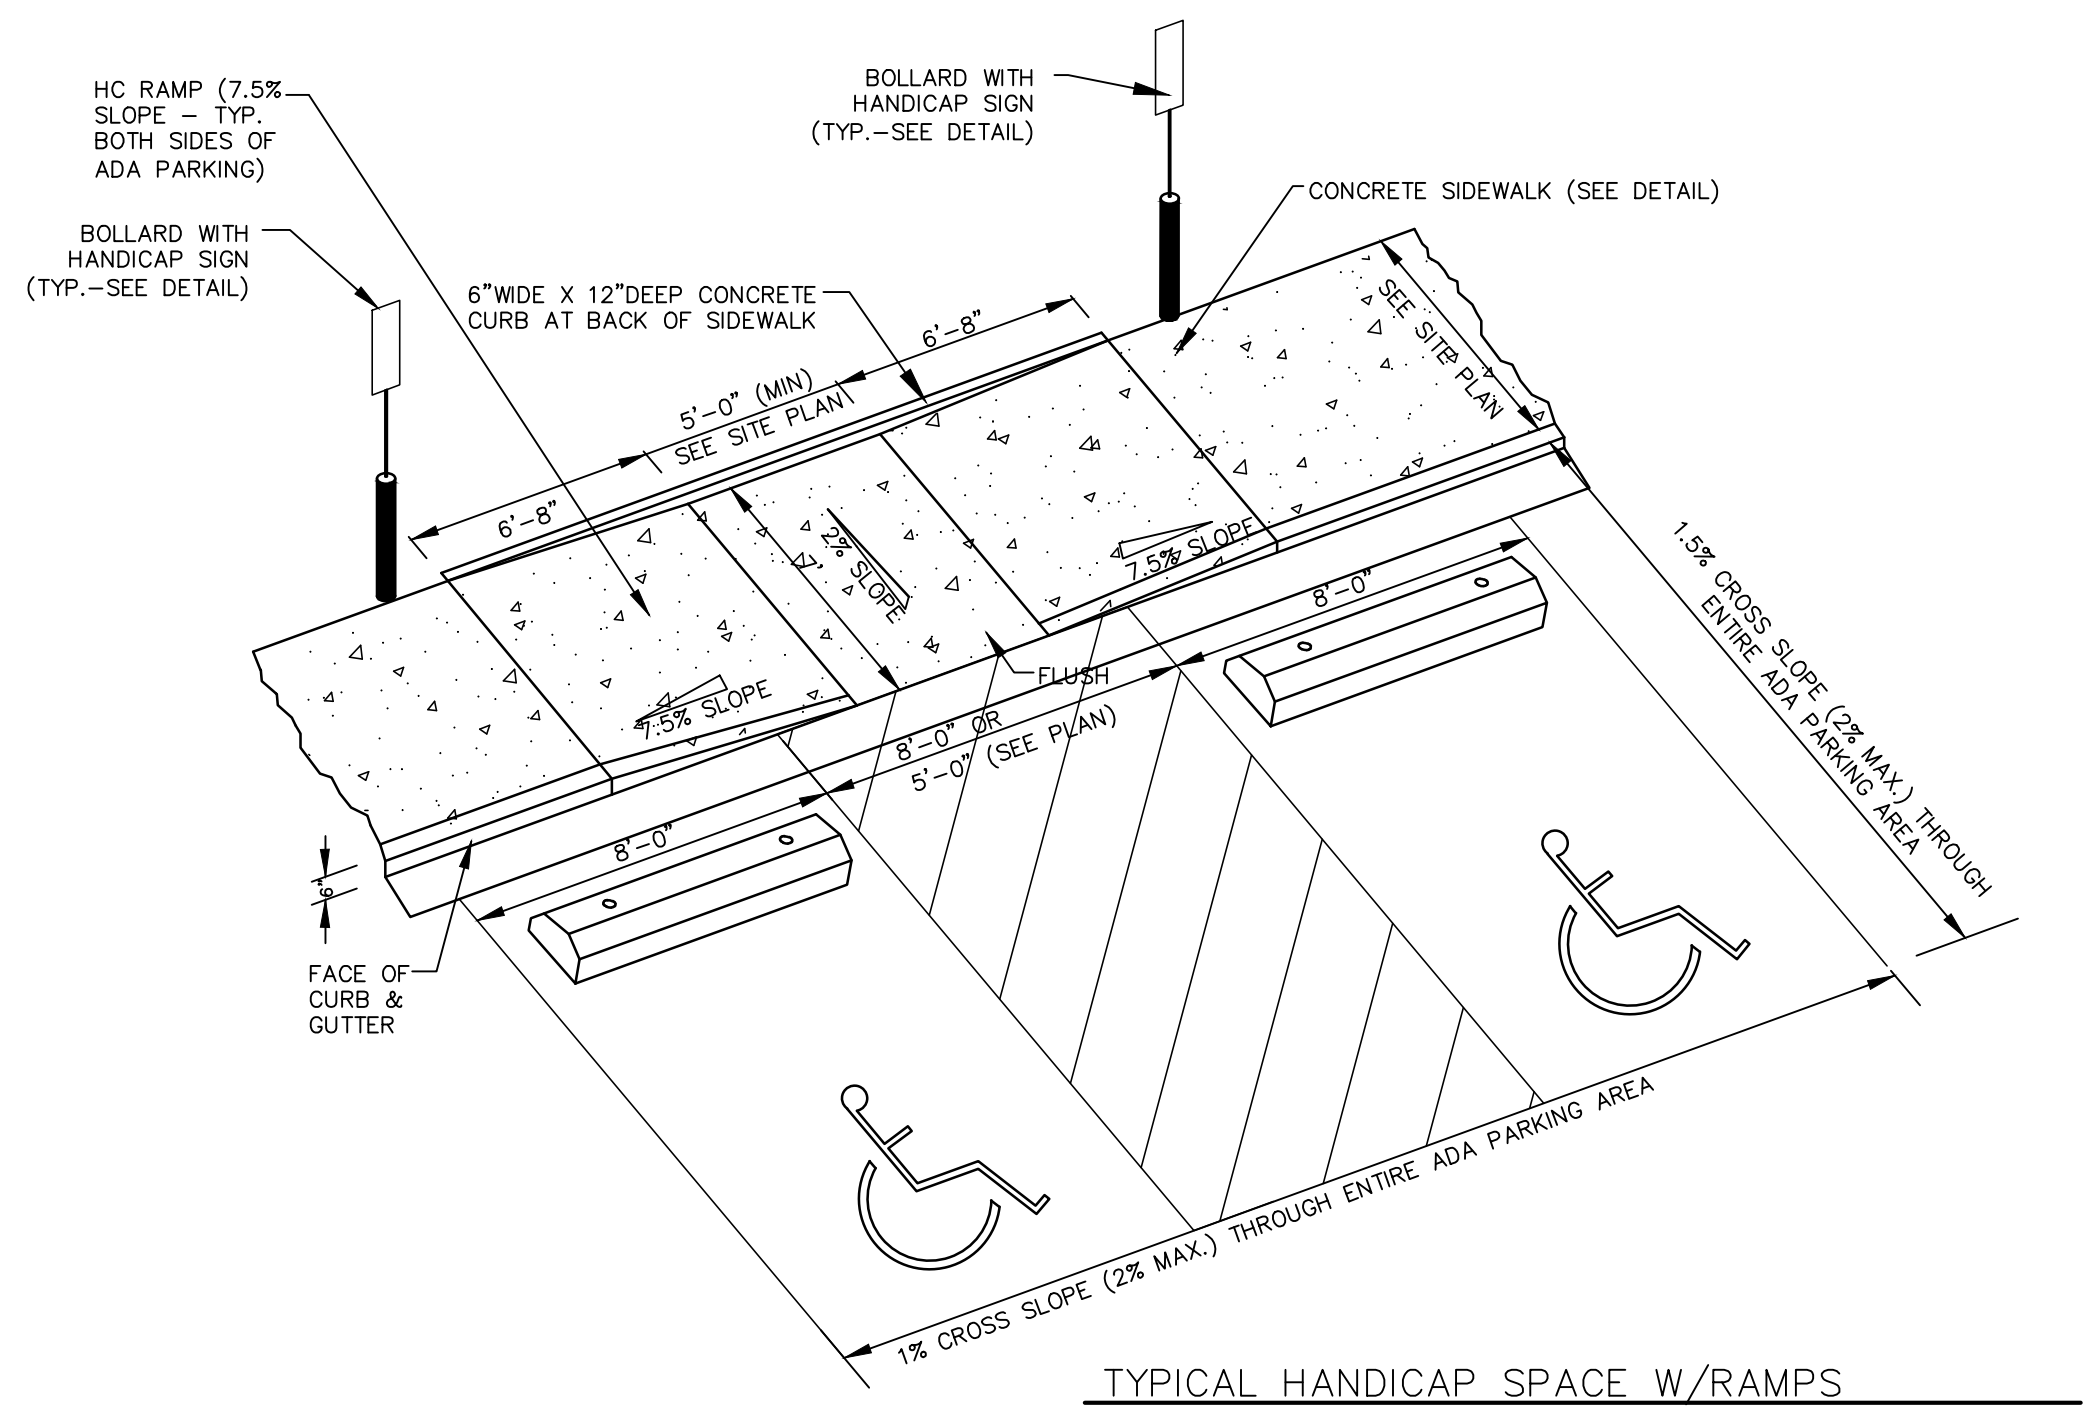 HC RAMP (7.5%
SLOPE – TYP.
BOTH SIDES OF
ADA PARKING)
BOLLARD WITH
HANDICAP SIGN
(TYP.–SEE DETAIL)
BOLLARD WITH
HANDICAP SIGN
(TYP.–SEE DETAIL)
CONCRETE SIDEWALK (SEE DETAIL)
6"WIDE X 12"DEEP CONCRETE
CURB AT BACK OF SIDEWALK
6'–8"
5'–0" (MIN)
SEE SITE PLAN
6'–8"
SEE SITE PLAN
2% SLOPE
7'
7.5% SLOPE
7.5% SLOPE
FLUSH
8'–0"
8'–0" OR
5'–0" (SEE PLAN)
8'–0"
6"
FACE OF
CURB &
GUTTER
1.5% CROSS SLOPE (2% MAX.) THROUGH
ENTIRE ADA PARKING AREA
1% CROSS SLOPE (2% MAX.) THROUGH ENTIRE ADA PARKING AREA
TYPICAL HANDICAP SPACE W/RAMPS